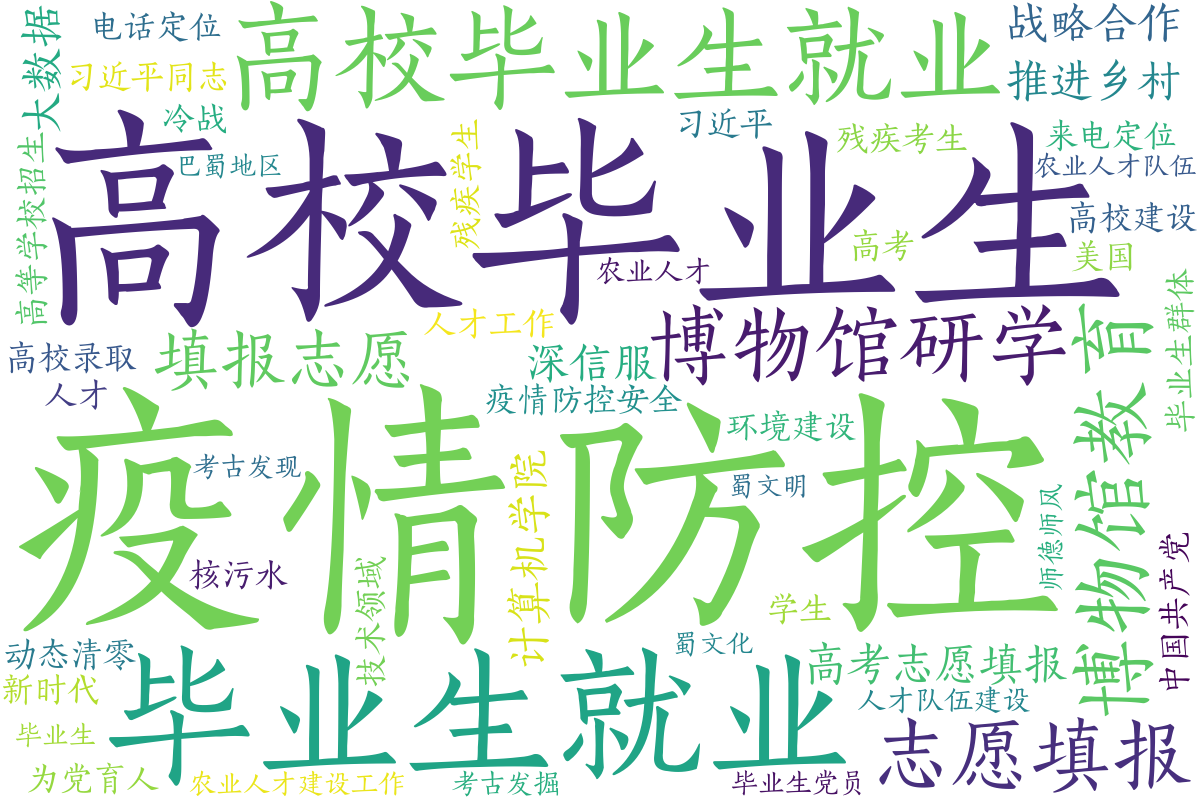 大数据
电话定位
高校毕业生就业
战略合作
习近平同志
推进乡村
冷战
习近平
残疾考生
来电定位
巴蜀地区
农业人才队伍
高等学校招生
残疾学生
高校毕业生
高校建设
高考
美国
农业人才
毕业生群体
人才工作
博物馆研学
高校录取
填报志愿
深信服
人才
疫情防控安全
博物馆教育
环境建设
疫情防控
考古发现
蜀文明
计算机学院
师德师风
核污水
技术领域
学生
中国共产党
动态清零
蜀文化
高考志愿填报
新时代
毕业生就业
人才队伍建设
毕业生
志愿填报
为党育人
农业人才建设工作
考古发掘
毕业生党员